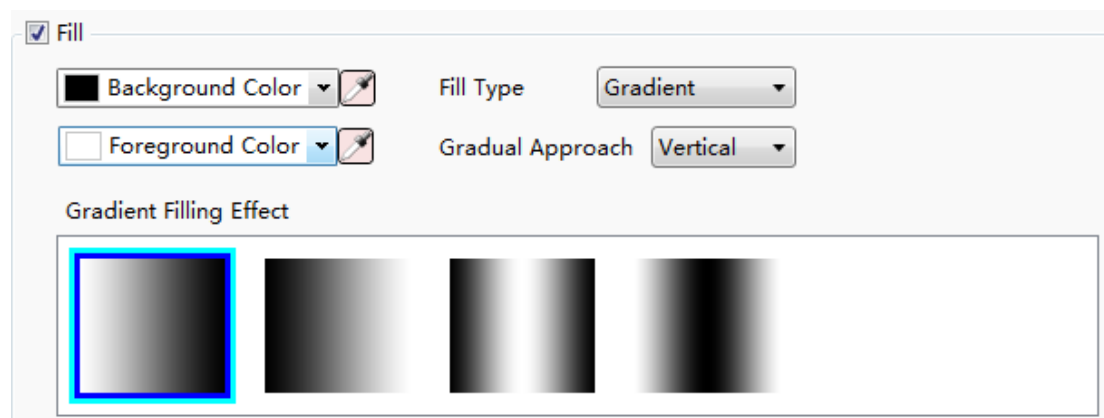 Fill
Background Color
Fill Type
Gradient
Foreground Color
Gradual Approach
Vertical
Gradient Filling Effect